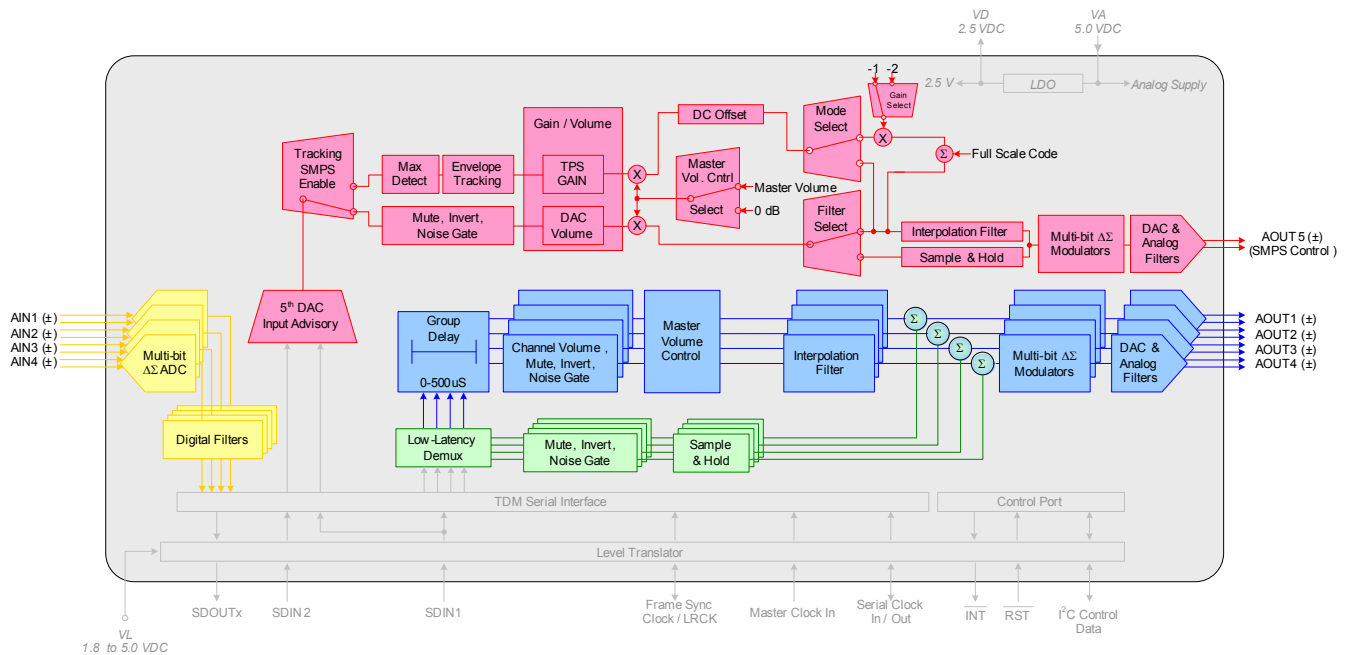 VD
2.5 VDC
VA
5.0 VDC
-1 -2
2.5 V
LDO
Analog Supply
Gain
Select
Gain / Volume
DC Offset
Mode
Select
X
Tracking
SMPS
Enable
Max
Detect
Envelope
Tracking
TPS
GAIN
X
Master
Vol. Cntrl
Select
Master Volume
0 dB
Σ
Full Scale Code
Mute, Invert,
Noise Gate
DAC
Volume
X
Filter
Select
Interpolation Filter
Sample & Hold
Multi-bit ΔΣ
Modulators
DAC &
Analog
Filters
AOUT5 (±)
(SMPS Control )
5th DAC
Input Advisory
AIN1 (±)
AIN2 (±)
AIN3 (±)
AIN4 (±)
Multi-bit
ΔΣ ADC
Digital Filters
Group
Delay
0-500uS
Channel Volume ,
Mute, Invert,
Noise Gate
Master
Volume
Control
Interpolation
Filter
Σ
Σ
Σ
Σ
Multi-bit ΔΣ
Modulators
DAC &
Analog
Filters
AOUT1 (±)
AOUT2 (±)
AOUT3 (±)
AOUT4 (±)
Low-Latency
Demux
Mute, Invert,
Noise Gate
Sample
& Hold
TDM Serial Interface
Control Port
Level Translator
VL
1.8 to 5.0 VDC
SDOUTx
SDIN2
SDIN1
Frame Sync
Clock / LRCK
Master Clock In
Serial Clock
In / Out
INT
RST
I²C Control
Data